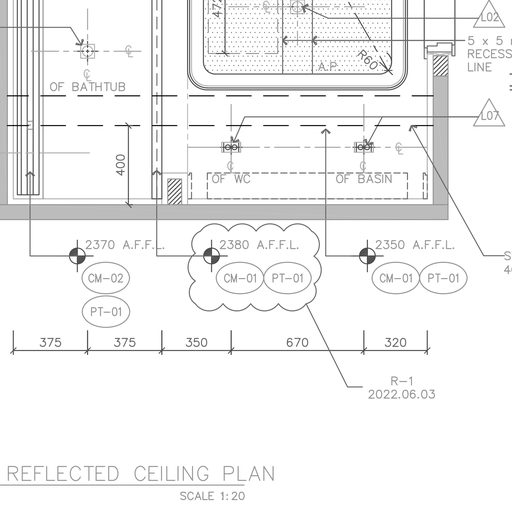 472
L02
5 x 5
RECESS
LINE
R60
A.P.
℄
℄
℄
OF BATHTUB
L07
400
℄
℄
℄
OF WC
OF BASIN
2370 A.F.F.L.
2380 A.F.F.L.
2350 A.F.F.L.
CM-02
CM-01
PT-01
CM-01
PT-01
PT-01
375
375
350
670
320
R-1
2022.06.03
REFLECTED CEILING PLAN
SCALE 1:20